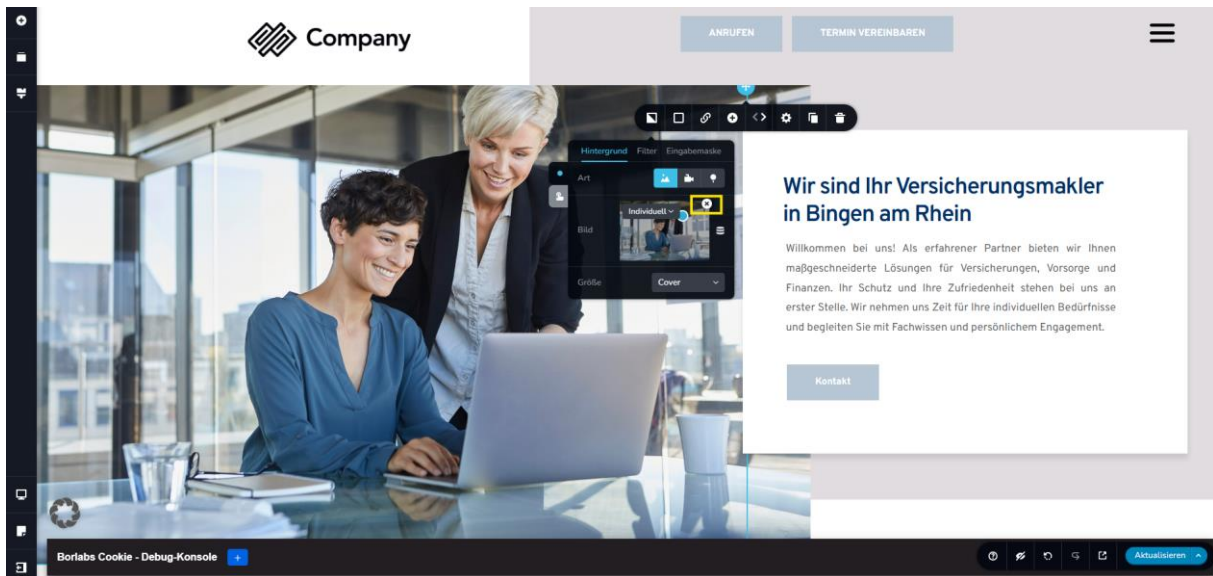 Company
ANRUFEN
TERMIN VEREINBAREN
Hintergrund Filter Eingabemaske
Art
Individuell
Bild
Größe
Cover
Wir sind Ihr Versicherungsmakler
in Bingen am Rhein
Willkommen bei uns! Als erfahrener Partner bieten wir Ihnen
maßgeschneiderte Lösungen für Versicherungen, Vorsorge und
Finanzen. Ihr Schutz und Ihre Zufriedenheit stehen bei uns an
erster Stelle. Wir nehmen uns Zeit für Ihre individuellen Bedürfnisse
und begleiten Sie mit Fachwissen und persönlichem Engagement.
Kontakt
Borlabs Cookie - Debug-Konsole +
Aktualisieren